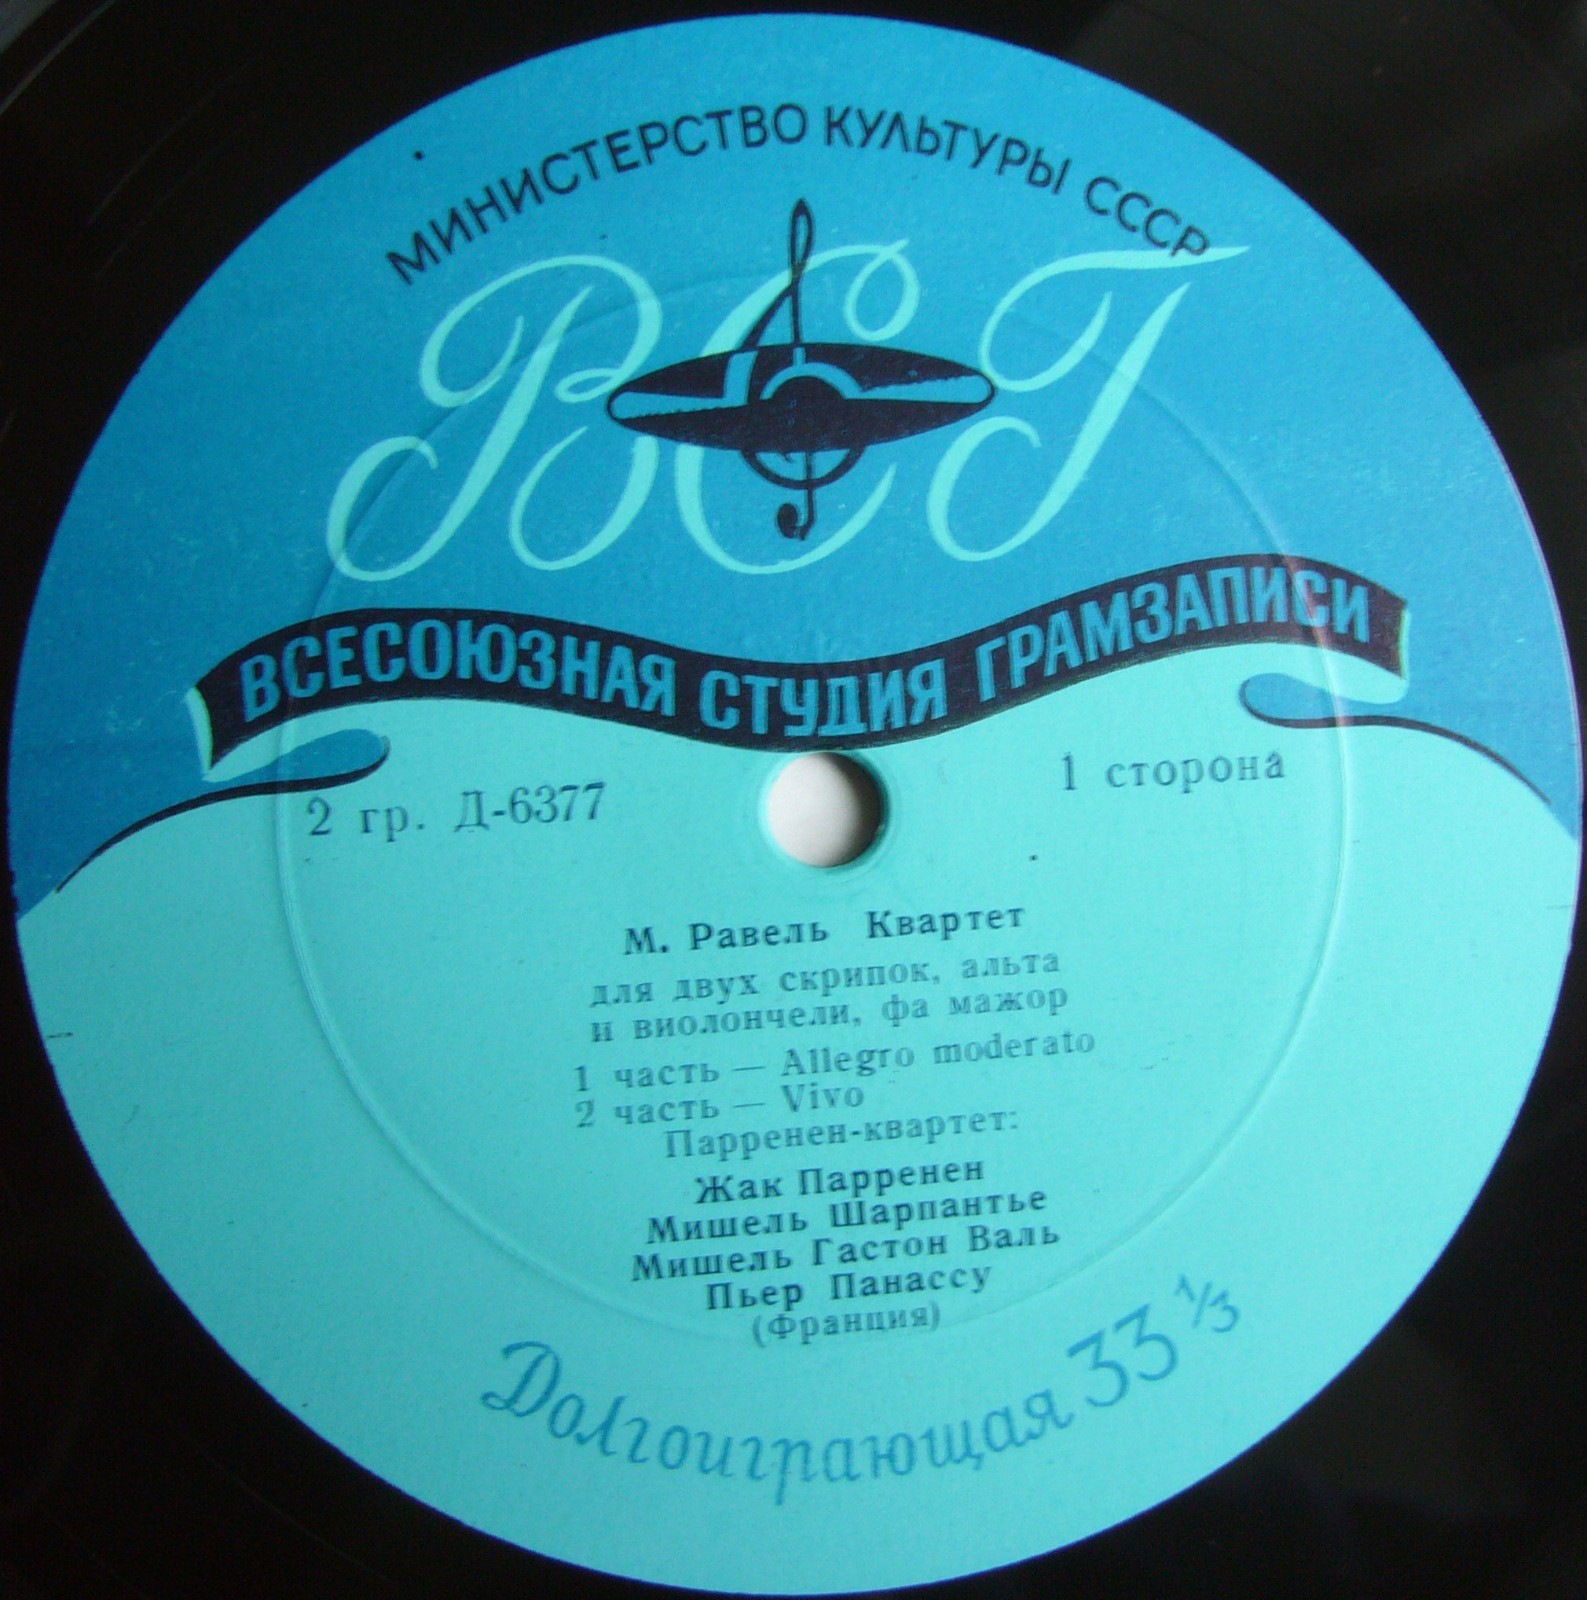 МИНИСТЕРСТВО КУЛЬТУРЫ СССР
ВСГ
ВСЕСОЮЗНАЯ СТУДИЯ ГРАМЗАПИСИ
2 гр. Д-6377
1 сторона
М. Равель Квартет
для двух скрипок, альта
и виолончели, фа мажор
1 часть — Allegro moderato
2 часть — Vivo
Парренен-квартет:
Жак Парренен
Мишель Шарпантье
Мишель Гастон Валь
Пьер Панассу
(Франция)
Долгоиграющая 33 1/3